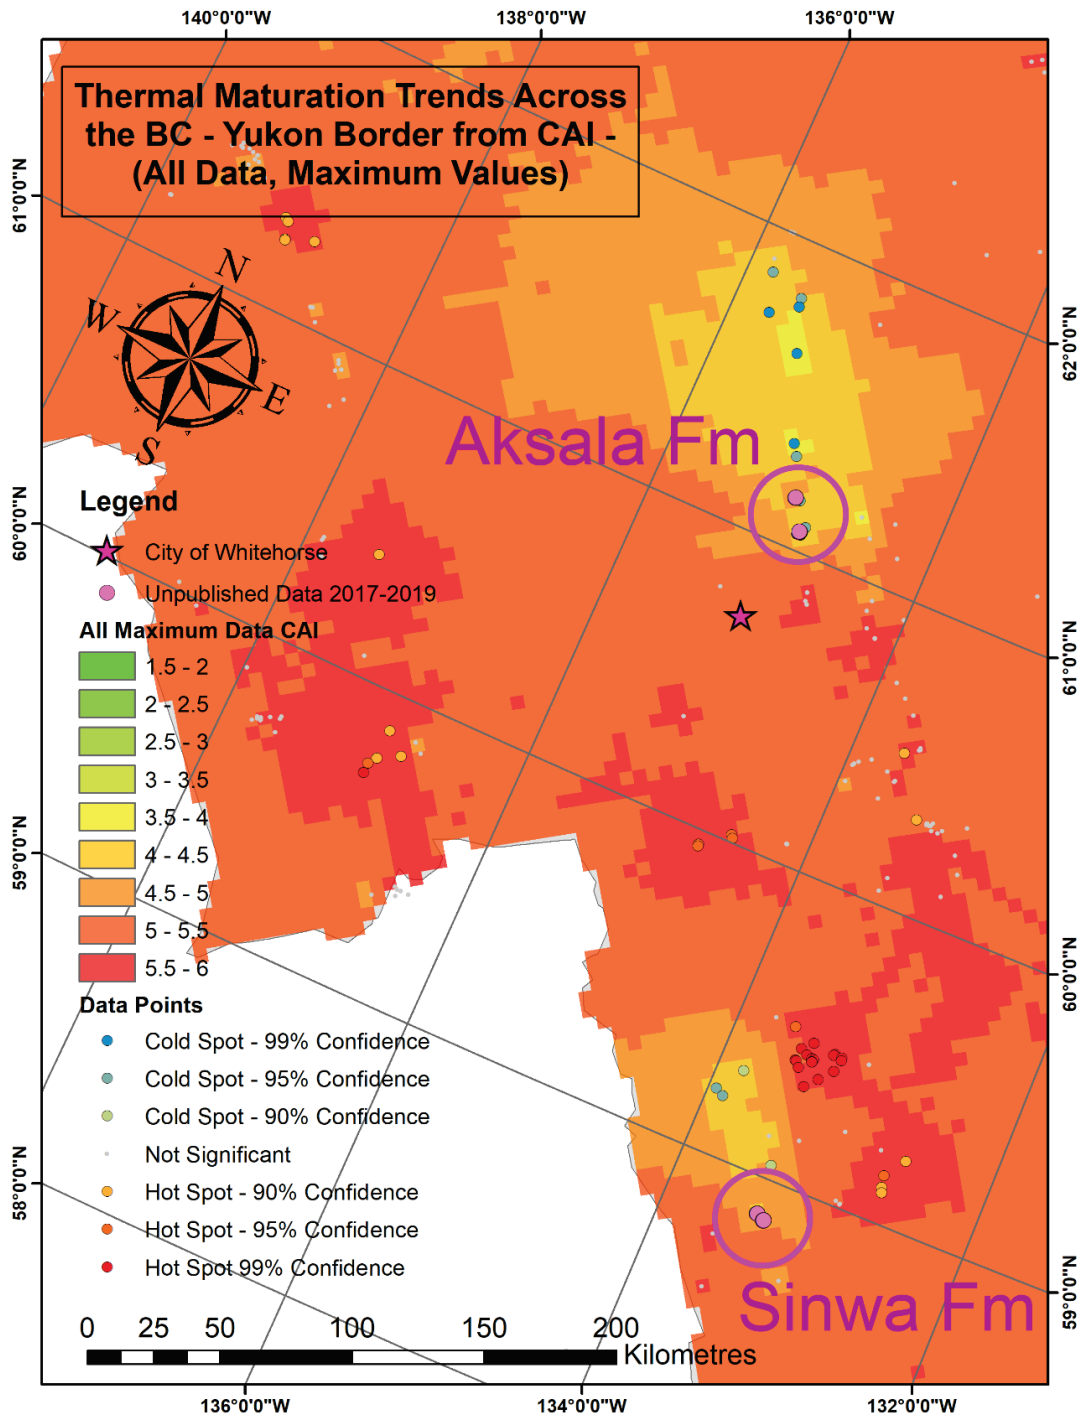 140°0'0"W
138°0'0"W
136°0'0"W
Thermal Maturation Trends Across
the BC - Yukon Border from CAI -
(All Data, Maximum Values)
61°0'0"N
N
W
E
S
62°0'0"N
Aksala Fm
60°0'0"N
Legend
City of Whitehorse
Unpublished Data 2017-2019
All Maximum Data CAI
1.5 - 2
2 - 2.5
2.5 - 3
3 - 3.5
3.5 - 4
4 - 4.5
4.5 - 5
5 - 5.5
5.5 - 6
61°0'0"N
59°0'0"N
60°0'0"N
Data Points
Cold Spot - 99% Confidence
Cold Spot - 95% Confidence
Cold Spot - 90% Confidence
Not Significant
Hot Spot - 90% Confidence
Hot Spot - 95% Confidence
Hot Spot 99% Confidence
58°0'0"N
59°0'0"N
Sinwa Fm
0 25 50 100 150 200
Kilometres
136°0'0"W
134°0'0"W
132°0'0"W